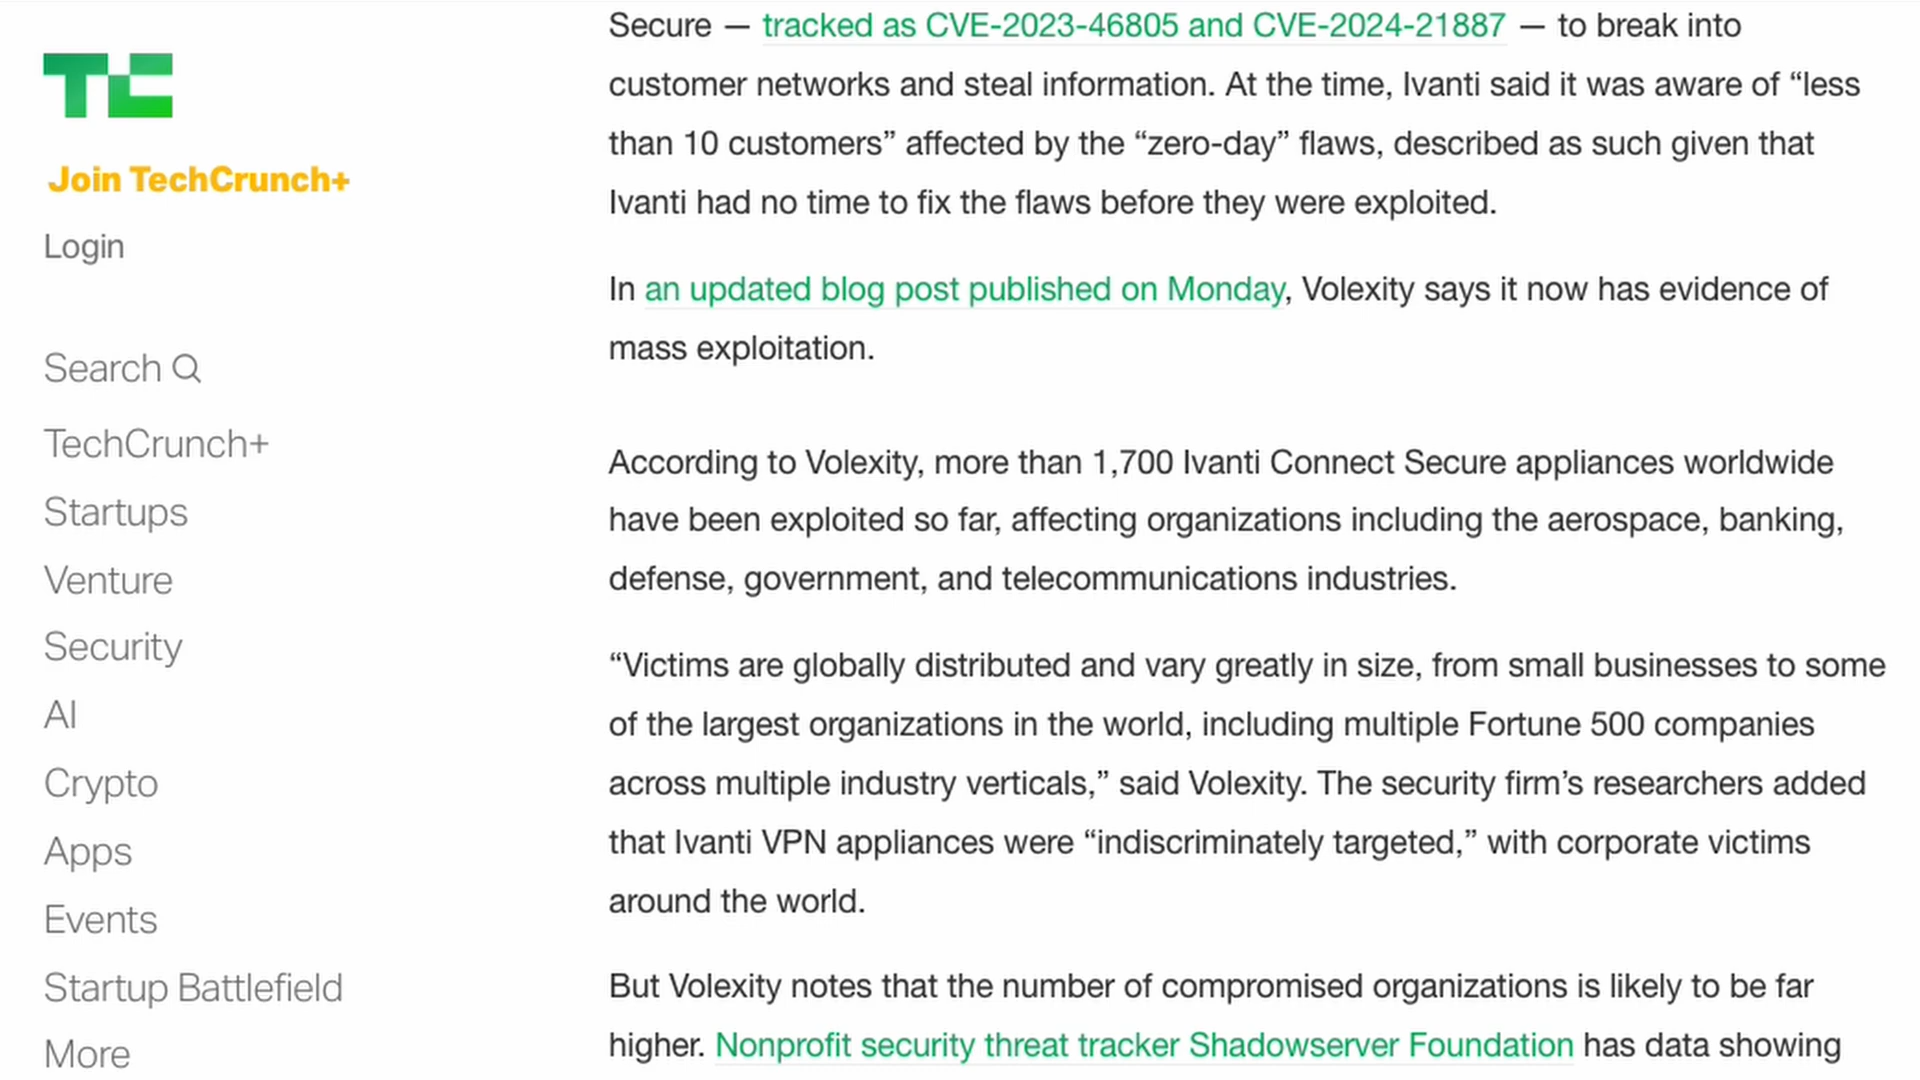 TC
Join TechCrunch+
Login
Search
TechCrunch+
Startups
Venture
Security
AI
Crypto
Apps
Events
Startup Battlefield
More
Secure — tracked as CVE-2023-46805 and CVE-2024-21887 — to break into
customer networks and steal information. At the time, Ivanti said it was aware of “less
than 10 customers” affected by the “zero-day” flaws, described as such given that
Ivanti had no time to fix the flaws before they were exploited.
In an updated blog post published on Monday, Volexity says it now has evidence of
mass exploitation.
According to Volexity, more than 1,700 Ivanti Connect Secure appliances worldwide
have been exploited so far, affecting organizations including the aerospace, banking,
defense, government, and telecommunications industries.
“Victims are globally distributed and vary greatly in size, from small businesses to some
of the largest organizations in the world, including multiple Fortune 500 companies
across multiple industry verticals,” said Volexity. The security firm’s researchers added
that Ivanti VPN appliances were “indiscriminately targeted,” with corporate victims
around the world.
But Volexity notes that the number of compromised organizations is likely to be far
higher. Nonprofit security threat tracker Shadowserver Foundation has data showing